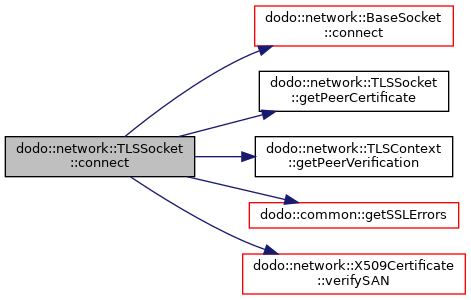 dodo::network::TLSSocket
::connect
dodo::network::BaseSocket
::connect
dodo::network::TLSSocket
::getPeerCertificate
dodo::network::TLSContext
::getPeerVerification
dodo::common::getSSLErrors
dodo::network::X509Certificate
::verifySAN